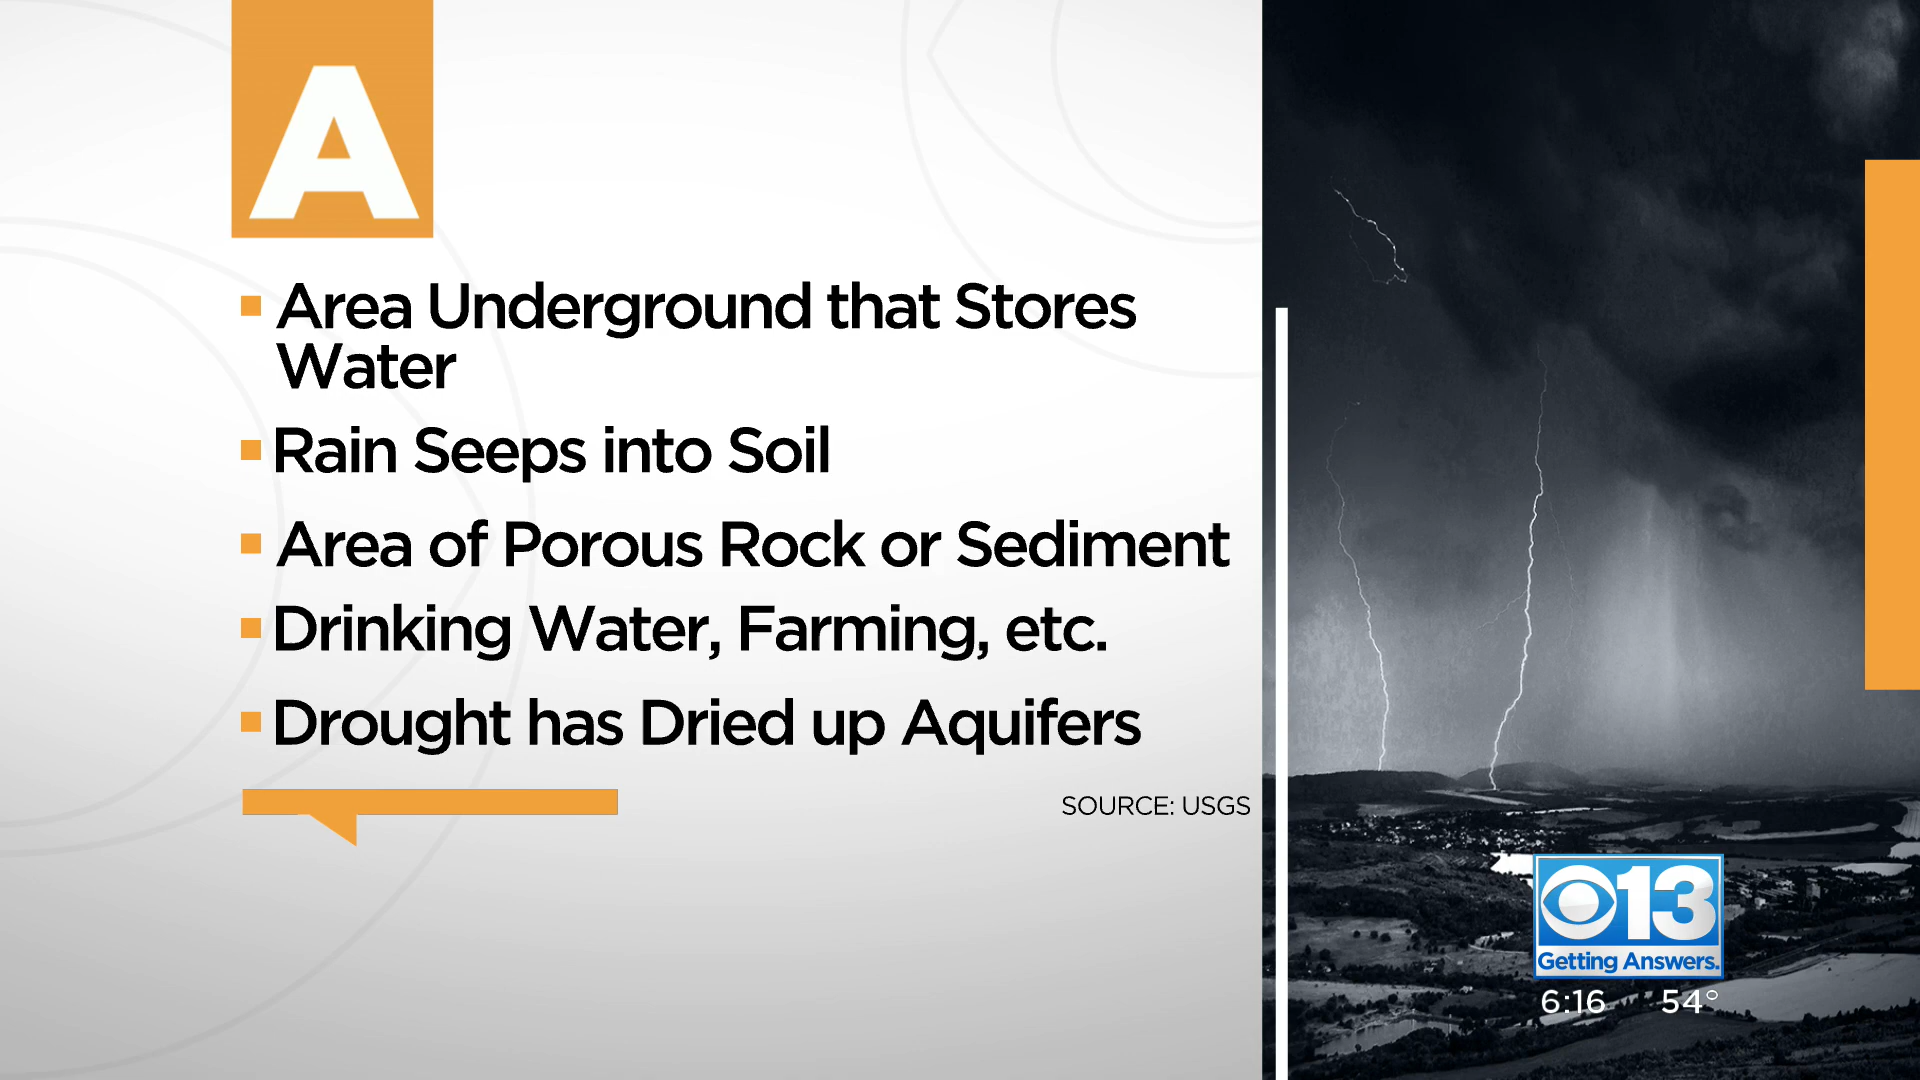 A
Area Underground that Stores
Water
Rain Seeps into Soil
Area of Porous Rock or Sediment
Drinking Water, Farming, etc.
Drought has Dried up Aquifers
SOURCE: USGS
13
Getting Answers.
6:16 54°